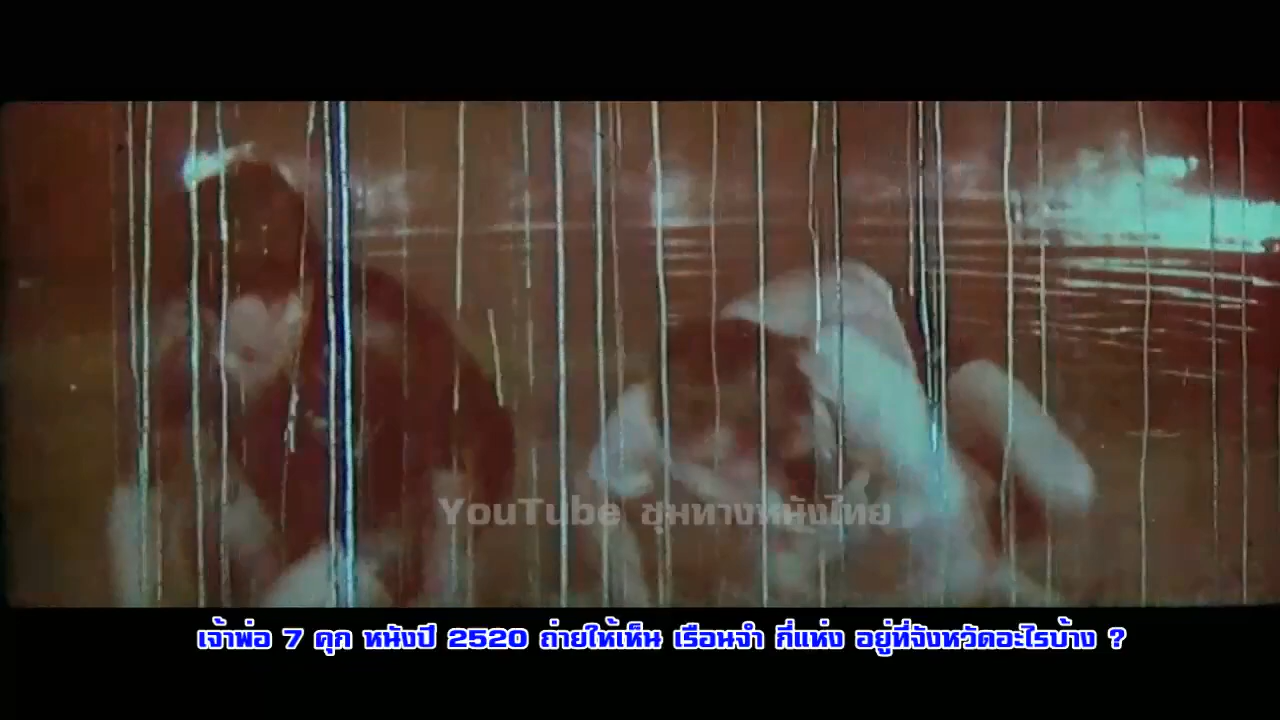 YouTube ชุมทางหนังไทย
เจ้าพ่อ 7 คุก หนังปี 2520 ถ่ายให้เห็น เรือนจำ กี่แห่ง อยู่ที่จังหวัดอะไรบ้าง ?